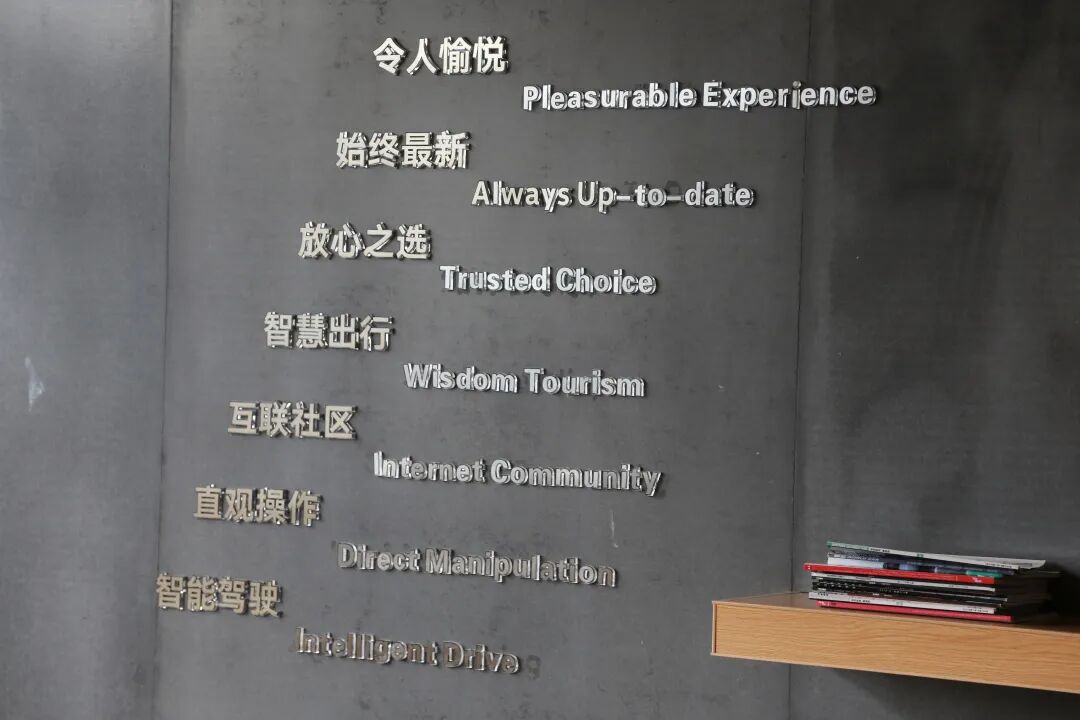 令人愉悦
Pleasurable Experience
始终最新
Always Up-to-date
放心之选
Trusted Choice
智慧出行
Wisdom Tourism
互联社区
Internet Community
直观操作
Direct Manipulation
智能驾驶
Intelligent Drive